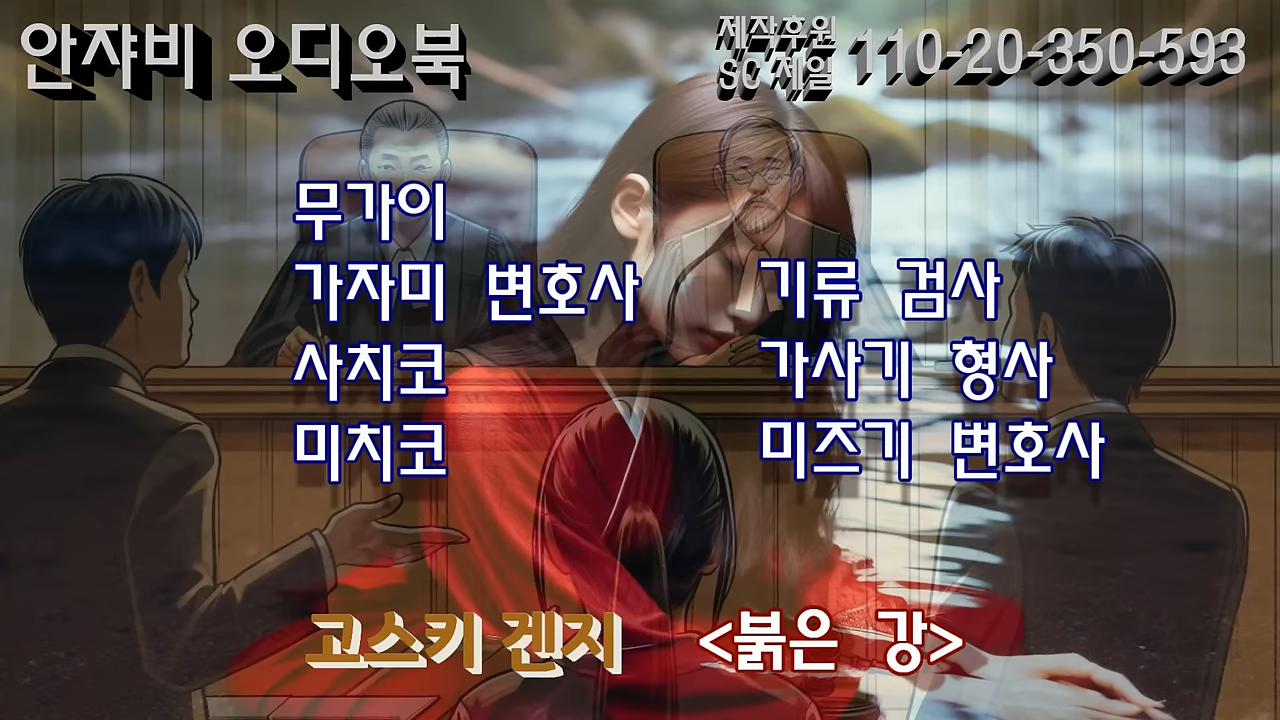 안쟈비 오디오북
제작후원
SC 제일
110-20-350-593
무가이
가자미 변호사
사치코
미치코
기류 검사
가사기 형사
미즈기 변호사
고스키 겐지 <붉은 강>